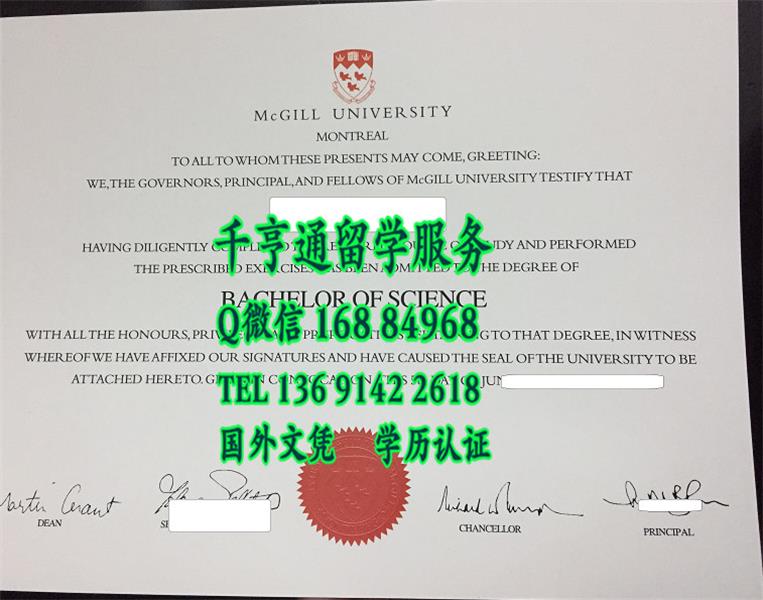 McGILL UNIVERSITY
MONTREAL
TO ALL TO WHOM THESE PRESENTS MAY COME, GREETING:
WE, THE GOVERNORS, PRINCIPAL, AND FELLOWS OF McGILL UNIVERSITY TESTIFY THAT
千亨通留学服务
HAVING DILIGENTLY AND PERFORMED
THE PRESCRIBED EXERCISES THE DEGREE OF
BACHELOR OF SCIENCE
Q微信 168 84968
WITH ALL THE HONOURS, TO THAT DEGREE, IN WITNESS
WHEREOF WE HAVE AFFIXED OUR SIGNATURES AND HAVE CAUSED THE SEAL OF THE UNIVERSITY TO BE
ATTACHED HERETO.
TEL 136 9142 2618
国外文凭 学历认证
DEAN
CHANCELLOR
PRINCIPAL